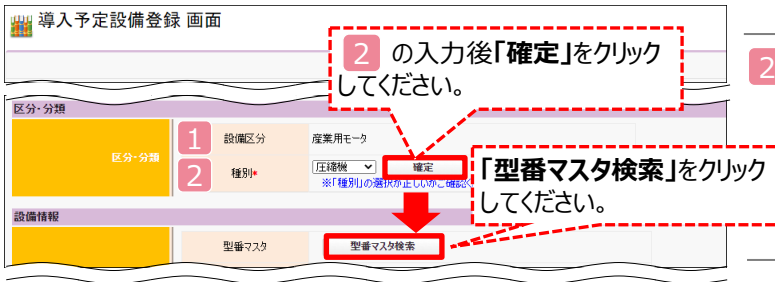 導入予定設備登録 画面
2 の入力後「確定」をクリック
してください。
2
区分・分類
区分・分類
1 設備区分 産業用モータ
2 種別* 圧縮機 確定
※「種別」の選択が正しいかご確認く
「型番マスタ検索」をクリック
してください。
設備情報
型番マスタ 型番マスタ検索